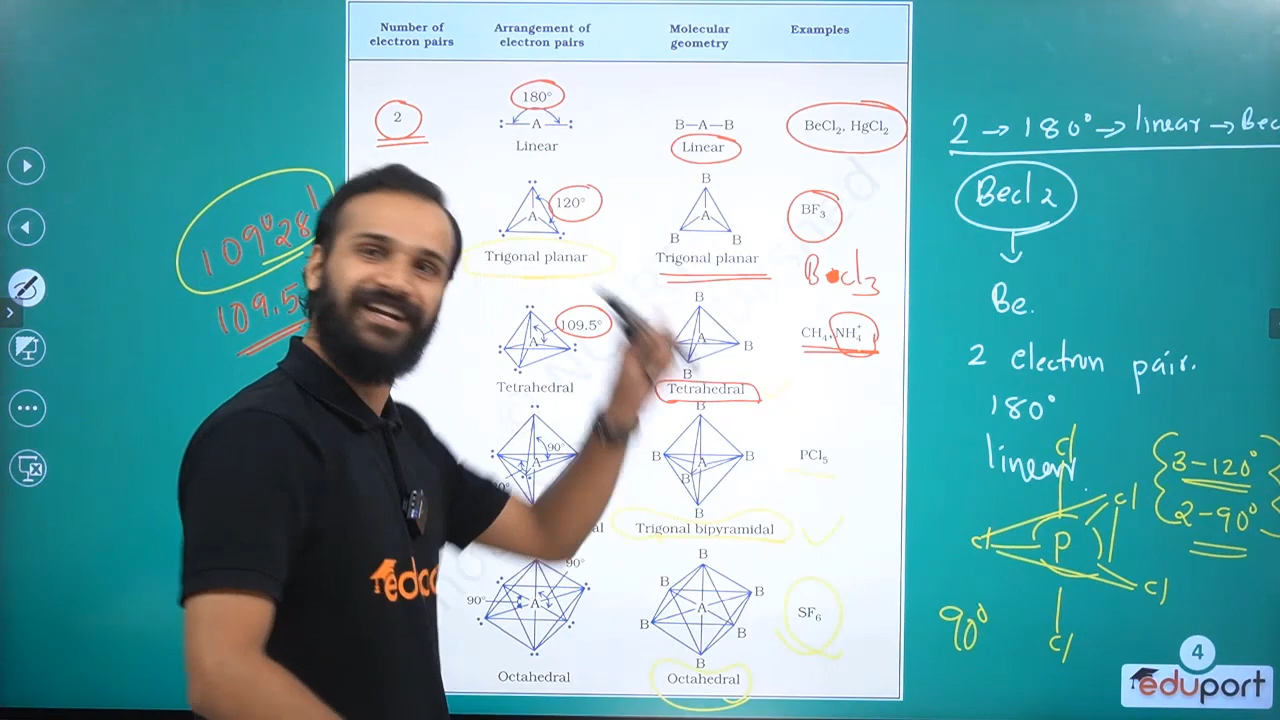 Number of electron pairs
Arrangement of electron pairs
Molecular geometry
Examples
2
180°
: A :
Linear
B—A—B
Linear
BeCl₂, HgCl₂
120°
A
Trigonal planar
B
A
B B
Trigonal planar
BF₃
BCl₃
109.5°
A
Tetrahedral
B
A
B
B
Tetrahedral
CH₄, NH₄⁺
90°
A
B
B A B
B
B
Trigonal bipyramidal
PCl₅
90°
90°
A
Octahedral
B
B B
A
B B
B
Octahedral
SF₆
109°28'
109.5
2 → 180° → linear → Bec
Becl2
Be.
2 electron pair.
180°
linear
cl
cl
cl
P
cl
cl
3-120°
2-90°
90°
4
eduport